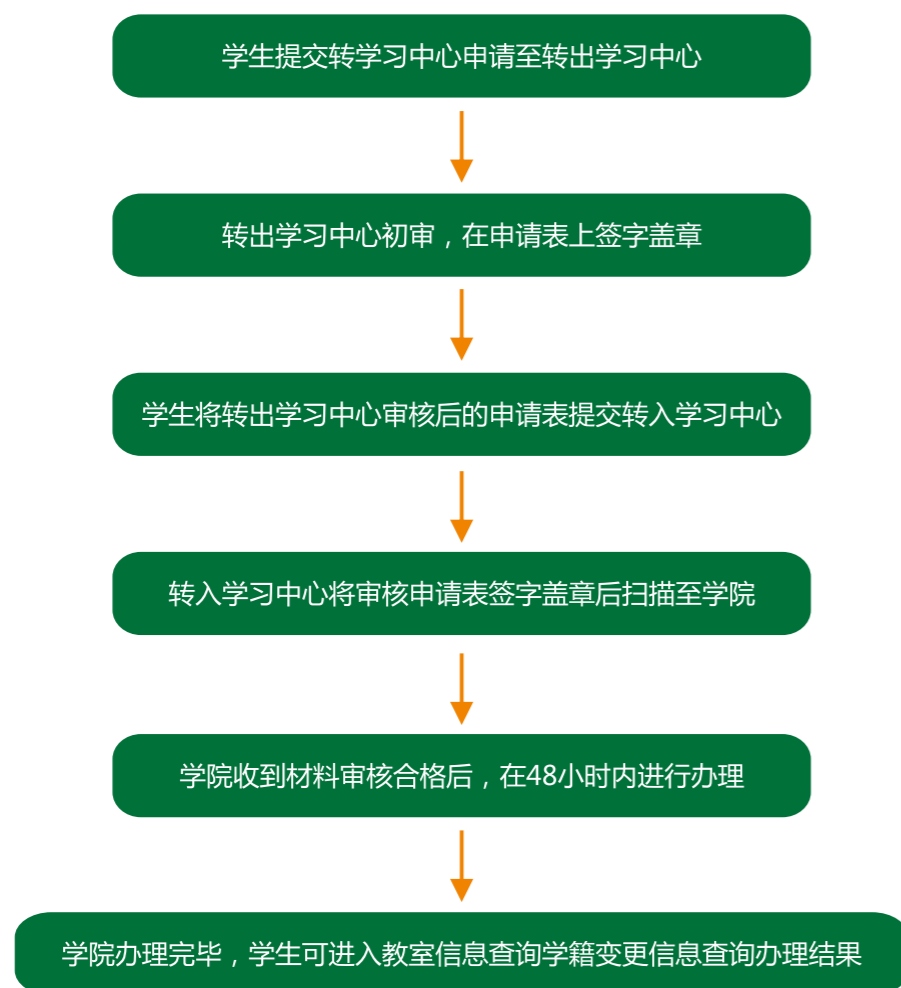 学生提交转学习中心申请至转出学习中心
转出学习中心初审，在申请表上签字盖章
学生将转出学习中心审核后的申请表提交转入学习中心
转入学习中心将审核申请表签字盖章后扫描至学院
学院收到材料审核合格后，在48小时内进行办理
学院办理完毕，学生可进入教室信息查询学籍变更信息查询办理结果